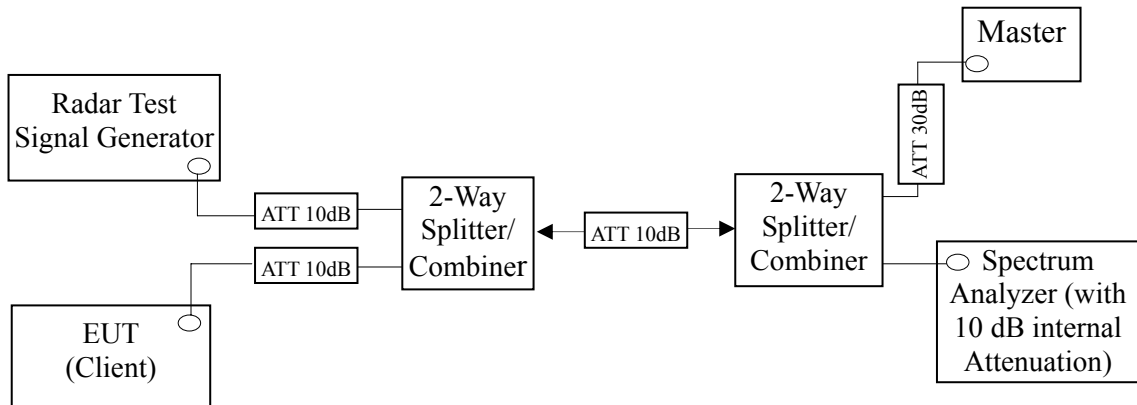 Radar Test
Signal Generator
ATT 10dB
ATT 10dB
EUT
(Client)
2-Way
Splitter/
Combiner
ATT 10dB
2-Way
Splitter/
Combiner
ATT 30dB
Master
Spectrum
Analyzer (with
10 dB internal
Attenuation)